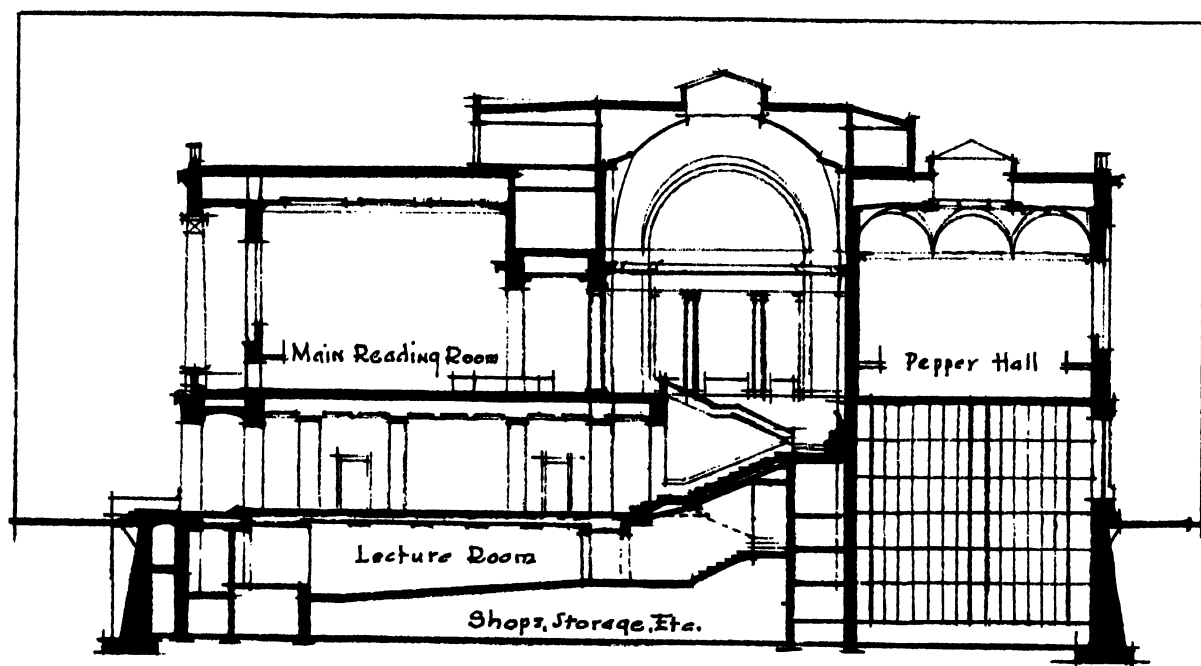 Main Reading Room
Pepper Hall
Lecture Room
Shops, Storage, Etc.